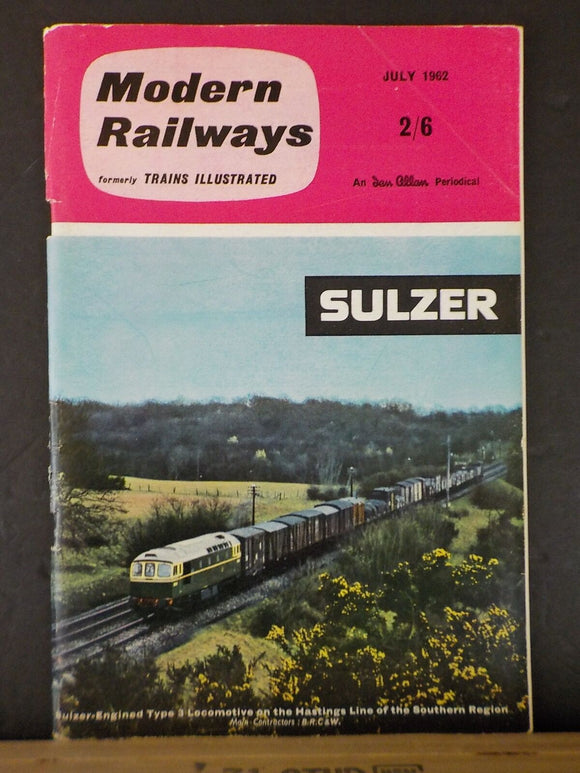 Modern
Railways
formerly TRAINS ILLUSTRATED
JULY 1962
2/6
An Ian Allan Periodical
SULZER
Sulzer-Engined Type 3 Locomotive on the Hastings Line of the Southern Region
Main Contractors : B.R.C.&W.